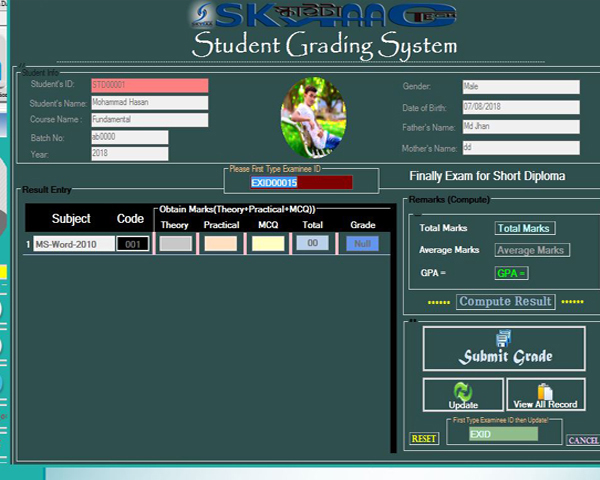 Student Grading System
Student Info
Student's ID: STD00001
Student's Name: Mohammad Hasan
Course Name : Fundamental
Batch No: ab0000
Year: 2018
Gender: Male
Date of Birth: 07/08/2018
Father's Name: Md Jhan
Mother's Name: dd
Please First Type Examinee ID
EXID00015
Finally Exam for Short Diploma
Result Entry
Subject Code Obtain Marks(Theory+Practical+MCQ))
Theory Practical MCQ Total Grade
1 MS-Word-2010 001 00 Null
Remarks (Compute)
Total Marks Total Marks
Average Marks Average Marks
GPA = GPA =
•••••• Compute Result ••••••
Submit Grade
Update View All Record
First Type Examinee ID then Update!
RESET EXID CANCEL